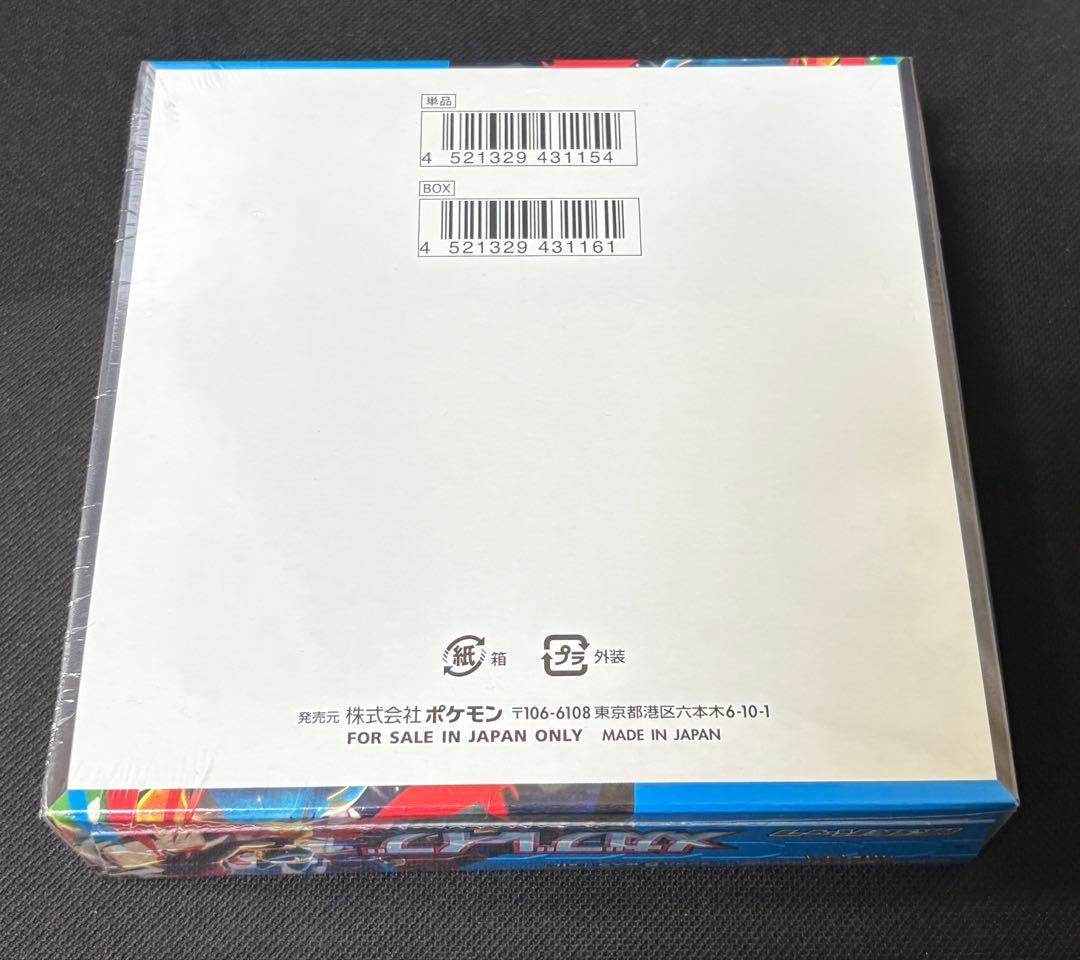 単品
4 521329 431154
BOX
4 521329 431161
紙 箱 プラ 外装
発売元 株式会社ポケモン 〒106-6108 東京都港区六本木6-10-1
FOR SALE IN JAPAN ONLY MADE IN JAPAN